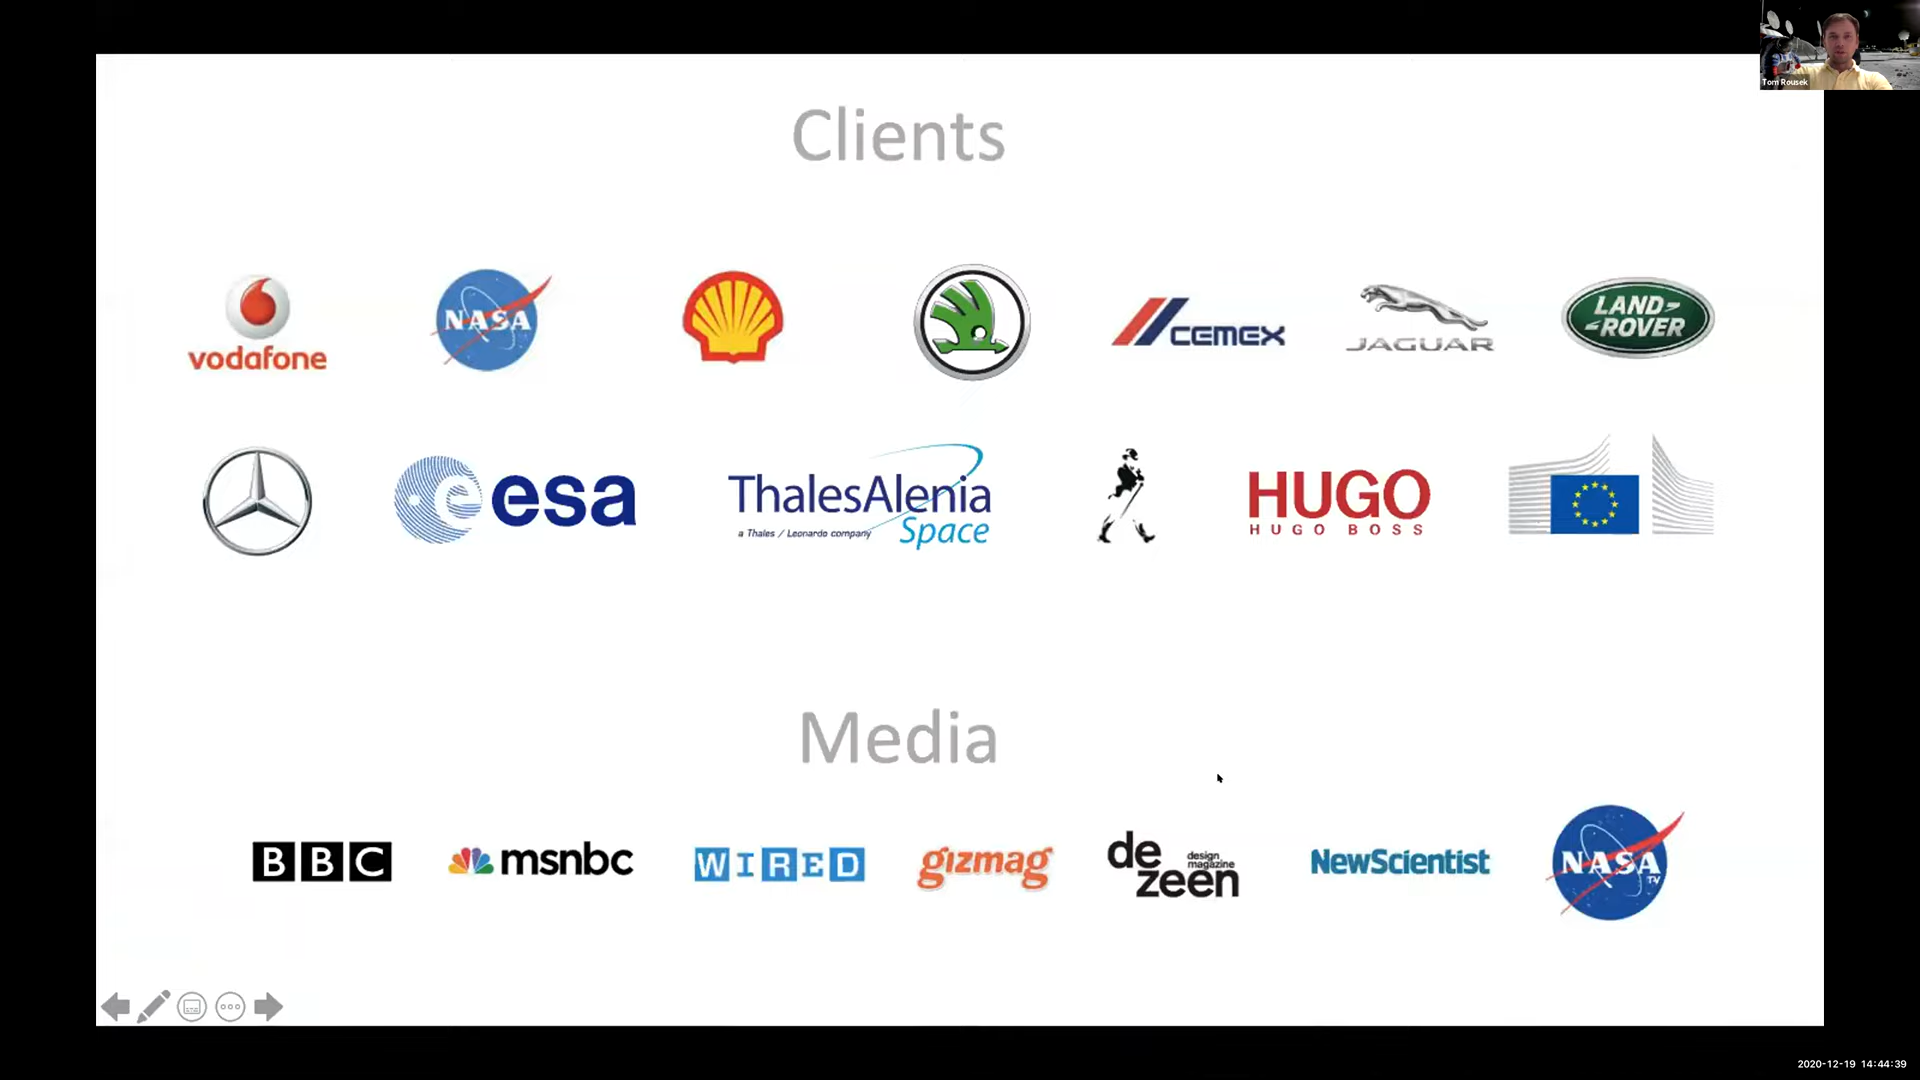 Tom Rousek
Clients
vodafone
NASA
CEMEX
JAGUAR
LAND
ROVER
e esa
ThalesAlenia
a Thales / Leonardo company
Space
HUGO
HUGO BOSS
Media
BBC
msnbc
WIRED
gizmag
de
zeen
design
magazine
NewScientist
NASA
TV
2020-12-19 14:44:39